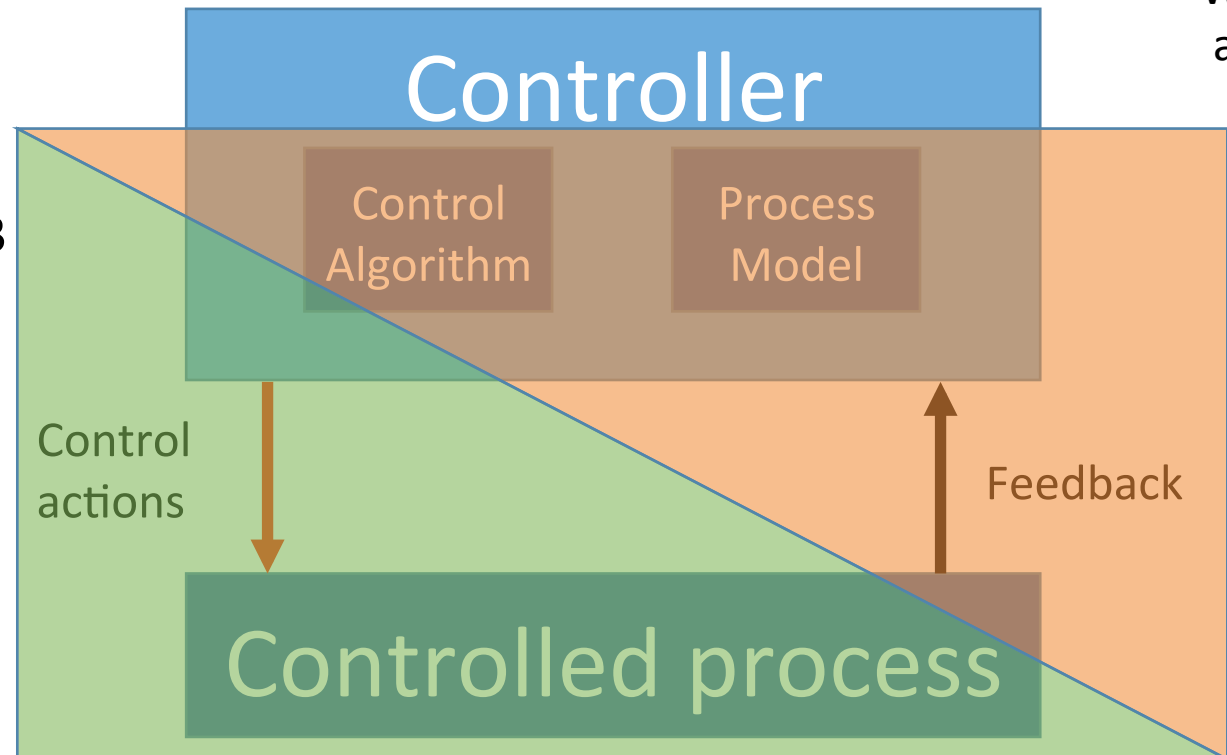 Controller
Control
Algorithm
Process
Model
Control
actions
Feedback
Controlled process